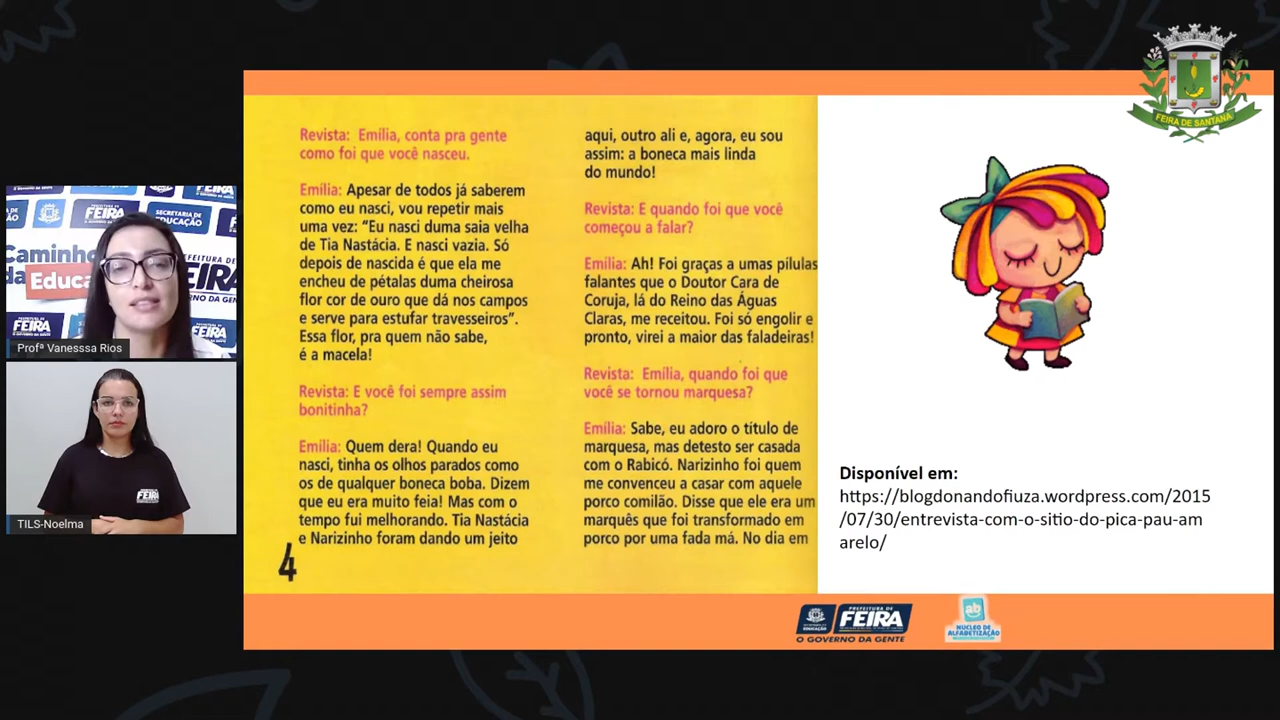 FEIRA DE SANTANA
Revista: Emília, conta pra gente
como foi que você nasceu.
Emília: Apesar de todos já saberem
como eu nasci, vou repetir mais
uma vez: “Eu nasci duma saia velha
de Tia Nastácia. E nasci vazia. Só
depois de nascida é que ela me
encheu de pétalas duma cheirosa
flor cor de ouro que dá nos campos
e serve para estufar travesseiros”.
Essa flor, pra quem não sabe,
é a macela!
Revista: E você foi sempre assim
bonitinha?
Emília: Quem dera! Quando eu
nasci, tinha os olhos parados como
os de qualquer boneca boba. Dizem
que eu era muito feia! Mas com o
tempo fui melhorando. Tia Nastácia
e Narizinho foram dando um jeito
4
aqui, outro ali e, agora, eu sou
assim: a boneca mais linda
do mundo!
Revista: E quando foi que você
começou a falar?
Emília: Ah! Foi graças a umas pílulas
falantes que o Doutor Cara de
Coruja, lá do Reino das Águas
Claras, me receitou. Foi só engolir e
pronto, virei a maior das faladeiras!
Revista: Emília, quando foi que
você se tornou marquesa?
Emília: Sabe, eu adoro o título de
marquesa, mas detesto ser casada
com o Rabicó. Narizinho foi quem
me convenceu a casar com aquele
porco comilão. Disse que ele era um
marquês que foi transformado em
porco por uma fada má. No dia em
Disponível em:
https://blogdonandofiuza.wordpress.com/2015
/07/30/entrevista-com-o-sitio-do-pica-pau-am
arelo/
FEIRA
SECRETARIA DE
EDUCAÇÃO
Caminho
da
Educa
FEIRA
DA GENTE
FEIRA
Profª Vanesssa Rios
FEIRA
TILS-Noelma
PREFEITURA DE
FEIRA
EDUCAÇÃO
O GOVERNO DA GENTE
ab
NÚCLEO DE
ALFABETIZAÇÃO